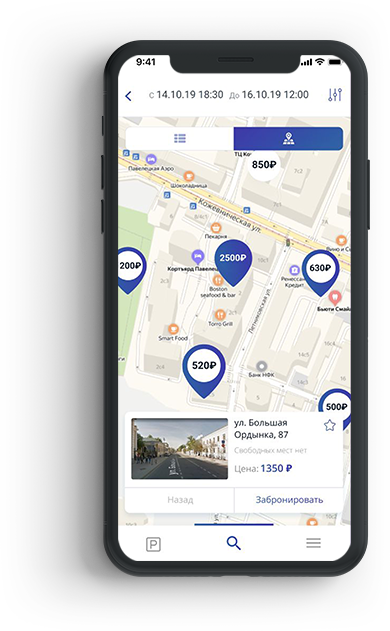 9:41
с 14.10.19 18:30 До 16.10.19 12:00
ТЦ Ко
850₽
Павелецкая Аэро
Шоколадница
Кожевническая ул.
Пекарня
Вино и Сы
2500₽
200₽
630₽
Кортъярд Павелец
Ренессанс
Кредит
Boston
seafood & bar
Бьюти Смайл
Летниковская ул.
Torro Grill
Smart Food
520₽
Банк НФК
500₽
ул. Большая
Ордынка, 87
Свободных мест нет
Цена: 1350 ₽
Назад
Забронировать
P